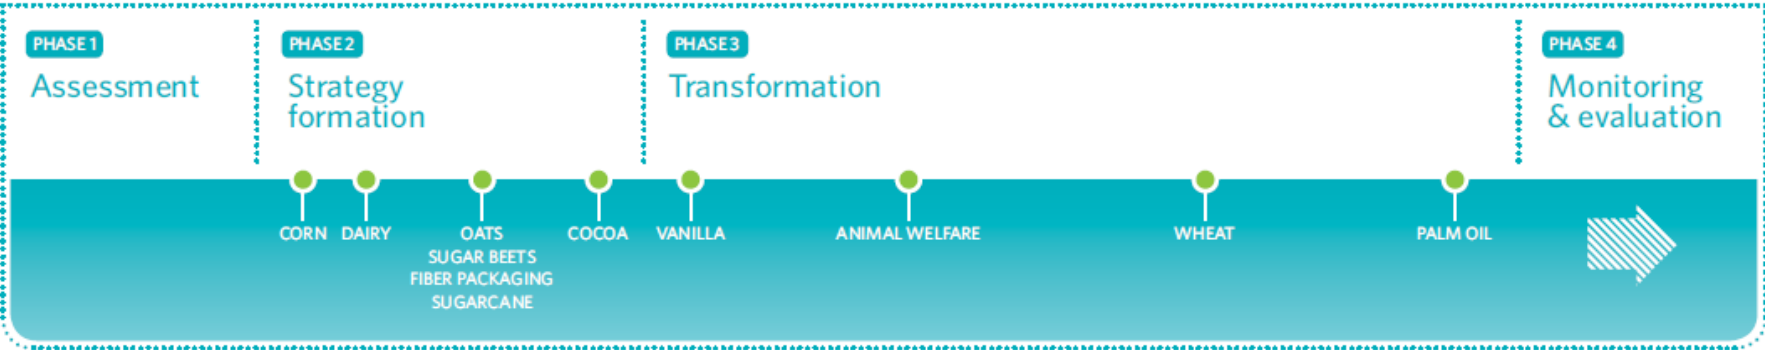 PHASE 1
Assessment
PHASE 2
Strategy
formation
PHASE 3
Transformation
PHASE 4
Monitoring
& evaluation
CORN
DAIRY
OATS
SUGAR BEETS
FIBER PACKAGING
SUGARCANE
COCOA
VANILLA
ANIMAL WELFARE
WHEAT
PALM OIL